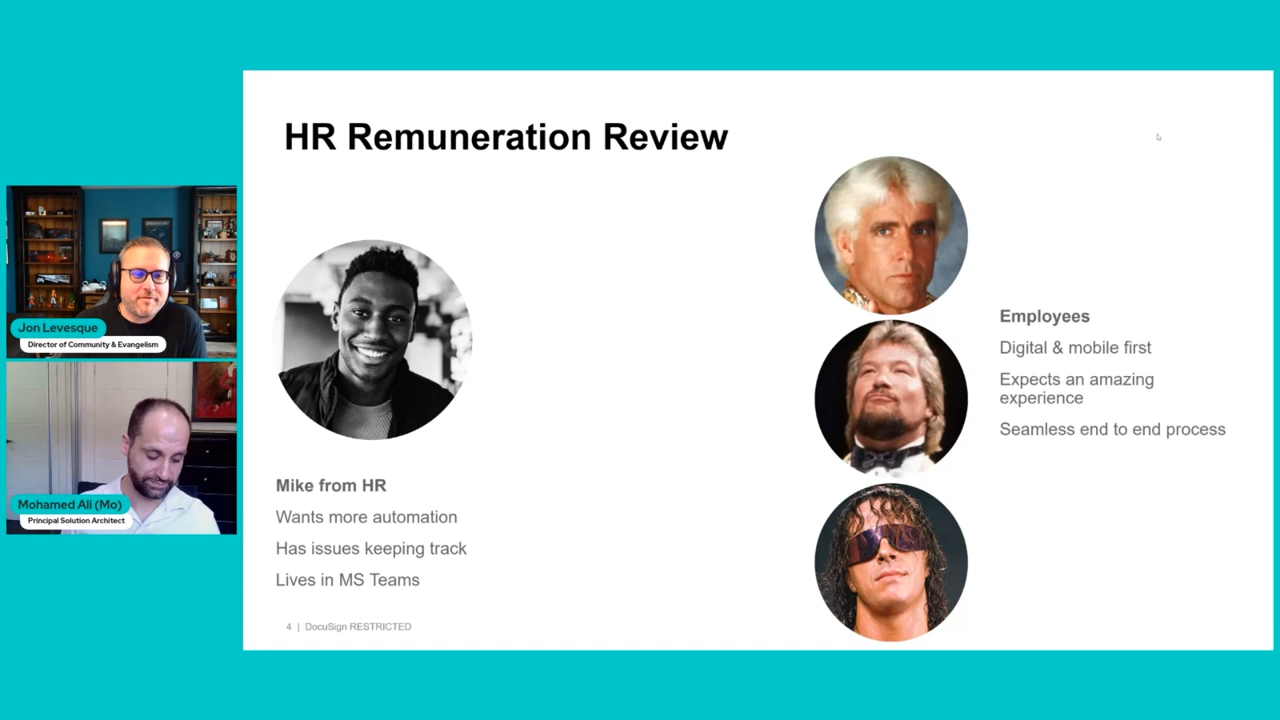 HR Remuneration Review
Jon Levesque
Director of Community & Evangelism
Mohamed Ali (Mo)
Principal Solution Architect
Mike from HR
Wants more automation
Has issues keeping track
Lives in MS Teams
Employees
Digital & mobile first
Expects an amazing
experience
Seamless end to end process
4 | DocuSign RESTRICTED